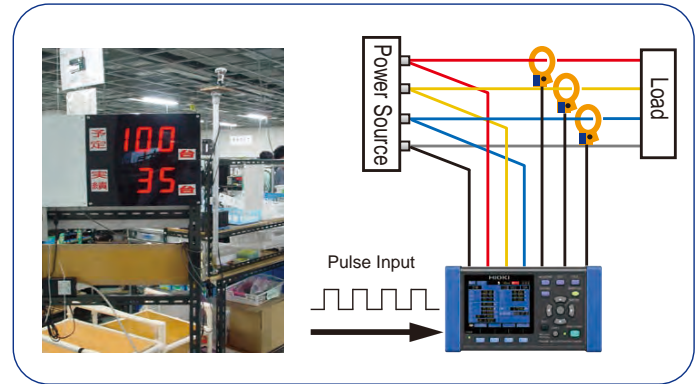 予定
100
台
実績
35
台
Power Source
Load
Pulse Input
HIOKI